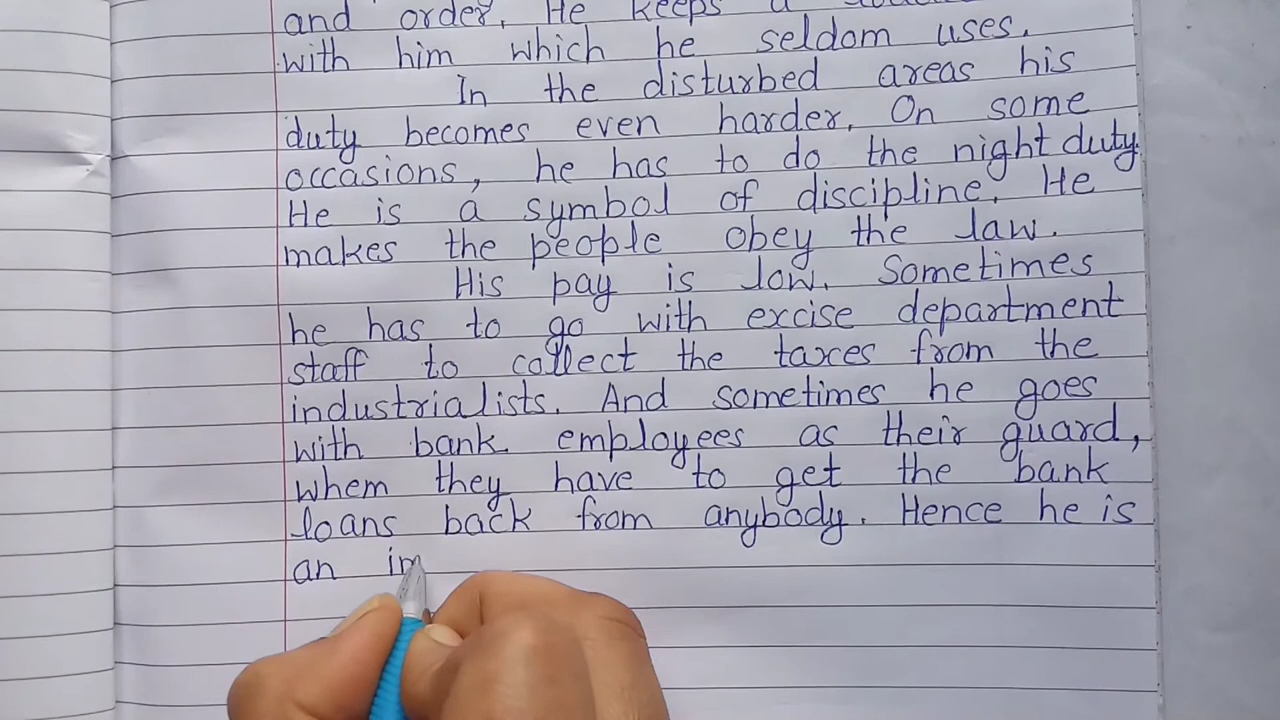 and order. He keeps a
with him which he seldom uses.
In the disturbed areas his
duty becomes even harder. On some
occasions, he has to do the night duty.
He is a symbol of discipline. He
makes the people obey the law.
His pay is low. Sometimes
he has to go with excise department
staff to collect the taxes from the
industrialists. And sometimes he goes
with bank employees as their guard,
whem they have to get the bank
loans back from anybody. Hence he is
an im